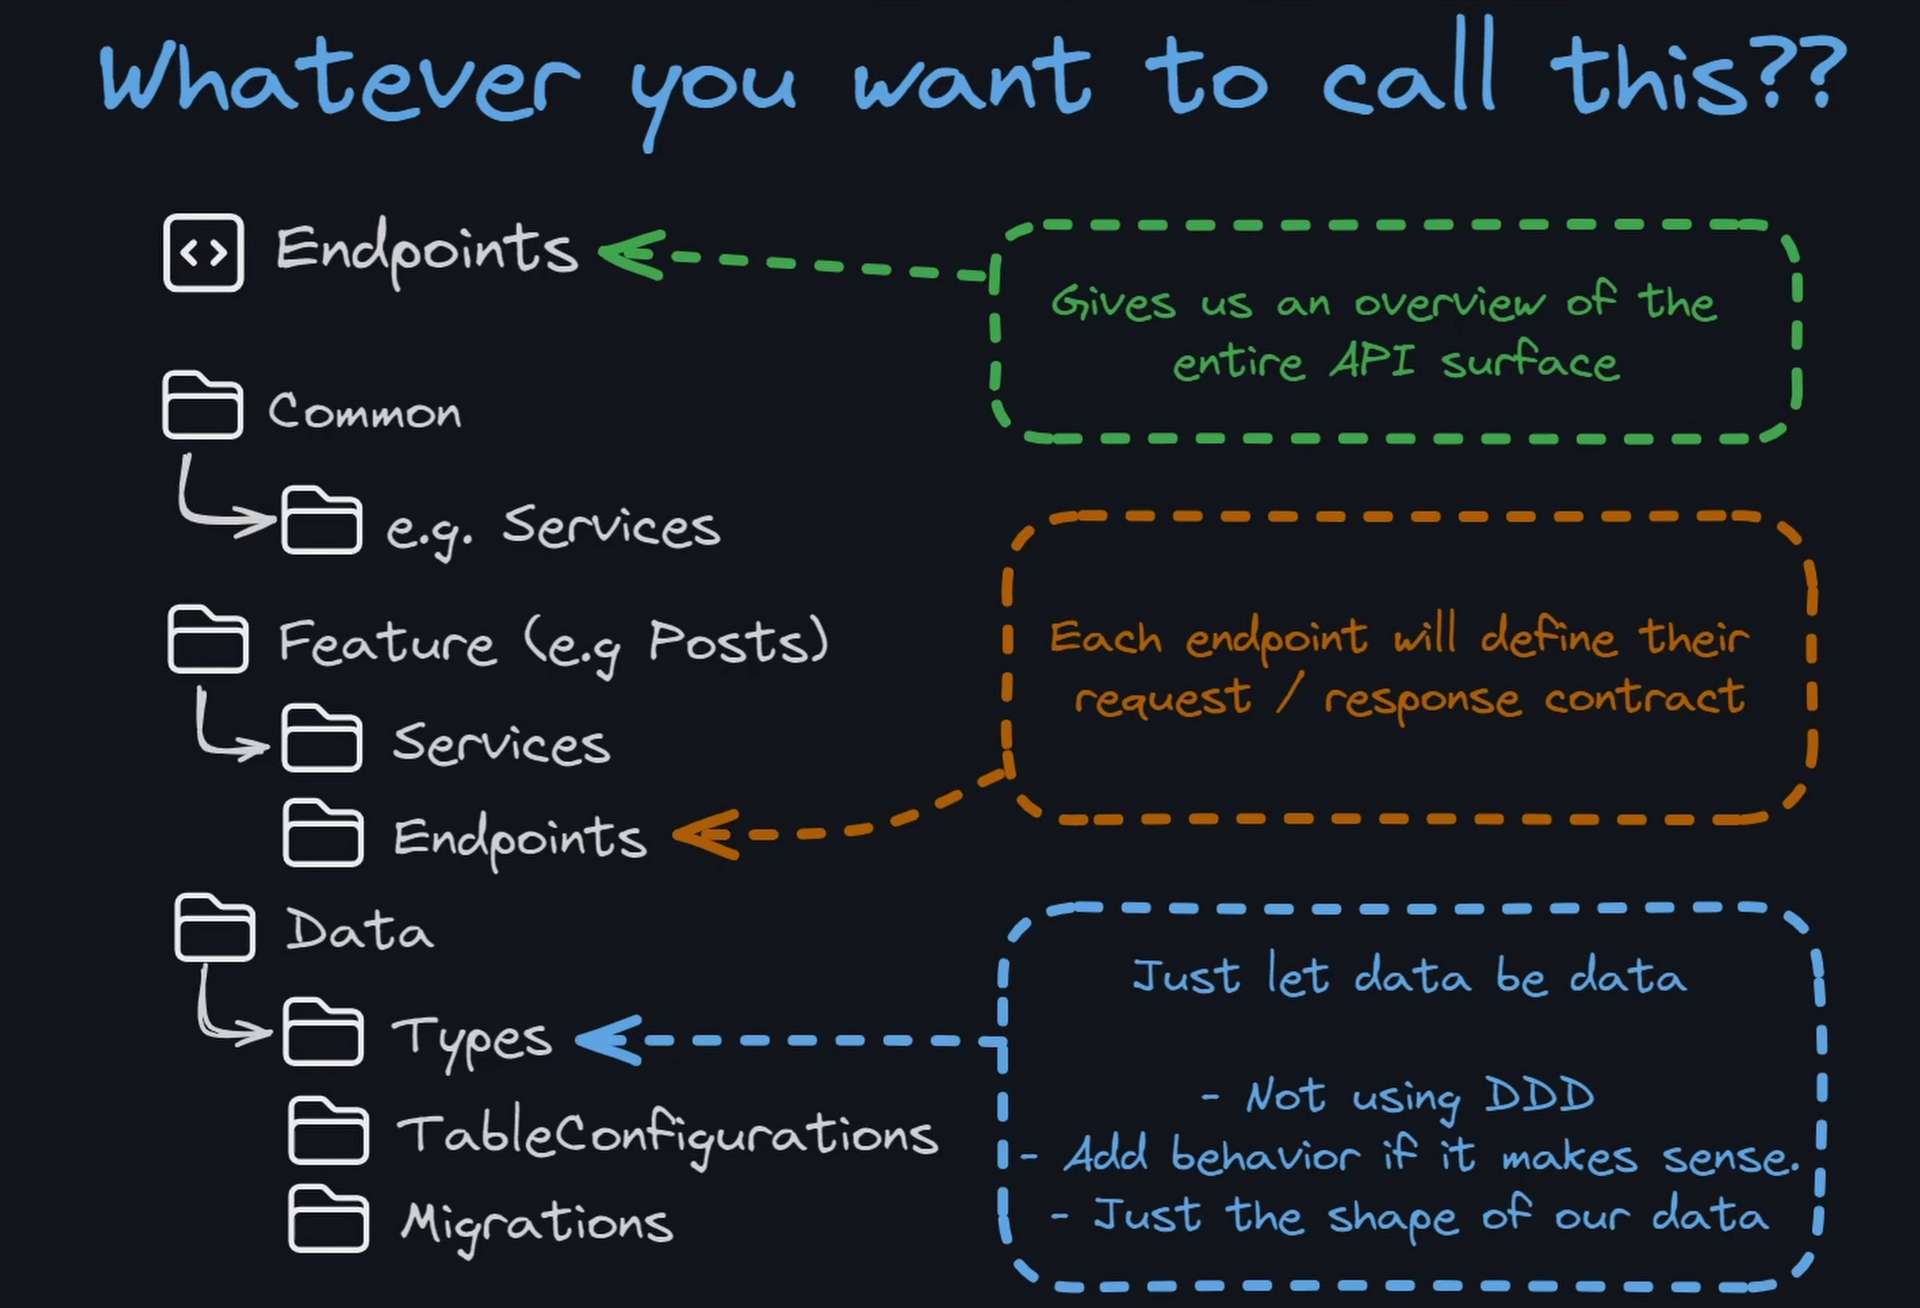 Whatever you want to call this??
Endpoints
Gives us an overview of the
entire API surface
Common
e.g. Services
Feature (e.g Posts)
Services
Endpoints
Each endpoint will define their
request / response contract
Data
Types
TableConfigurations
Migrations
Just let data be data
- Not using DDD
- Add behavior if it makes sense.
- Just the shape of our data